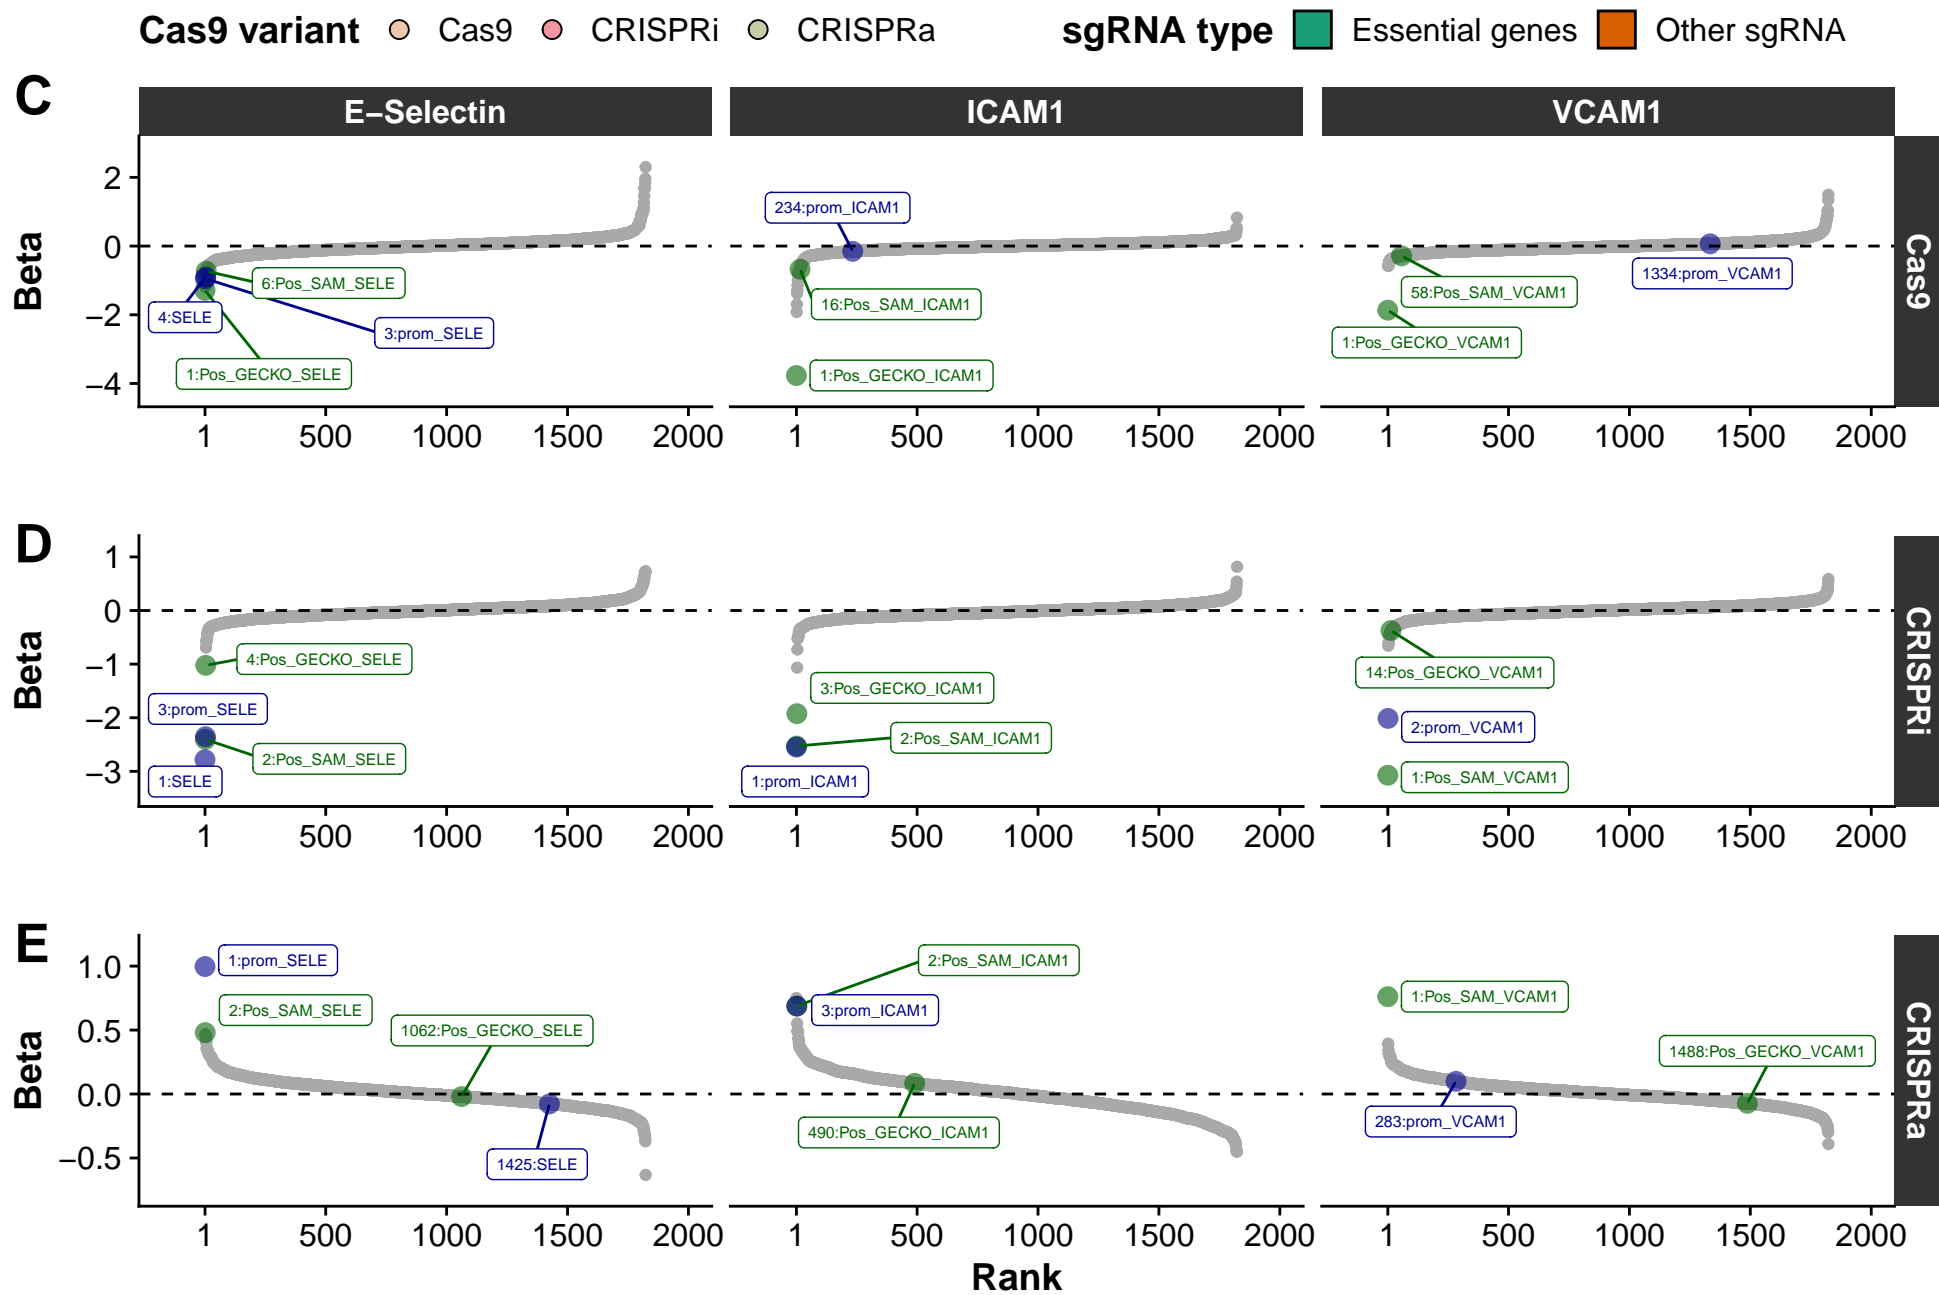 Cas9 variant Cas9 CRISPRi CRISPRa sgRNA type Essential genes Other sgRNA
C
E−Selectin ICAM1 VCAM1
Cas9
Beta
2
0
−2
−4
6:Pos_SAM_SELE
4:SELE
3:prom_SELE
1:Pos_GECKO_SELE
234:prom_ICAM1
16:Pos_SAM_ICAM1
1:Pos_GECKO_ICAM1
1334:prom_VCAM1
58:Pos_SAM_VCAM1
1:Pos_GECKO_VCAM1
1 500 1000 1500 2000 1 500 1000 1500 2000 1 500 1000 1500 2000
D
CRISPRi
Beta
1
0
−1
−2
−3
4:Pos_GECKO_SELE
3:prom_SELE
2:Pos_SAM_SELE
1:SELE
3:Pos_GECKO_ICAM1
2:Pos_SAM_ICAM1
1:prom_ICAM1
14:Pos_GECKO_VCAM1
2:prom_VCAM1
1:Pos_SAM_VCAM1
1 500 1000 1500 2000 1 500 1000 1500 2000 1 500 1000 1500 2000
E
CRISPRa
Beta
1.0
0.5
0.0
−0.5
1:prom_SELE
2:Pos_SAM_SELE
1062:Pos_GECKO_SELE
1425:SELE
2:Pos_SAM_ICAM1
3:prom_ICAM1
490:Pos_GECKO_ICAM1
1:Pos_SAM_VCAM1
1488:Pos_GECKO_VCAM1
283:prom_VCAM1
1 500 1000 1500 2000 1 500 1000 1500 2000 1 500 1000 1500 2000
Rank